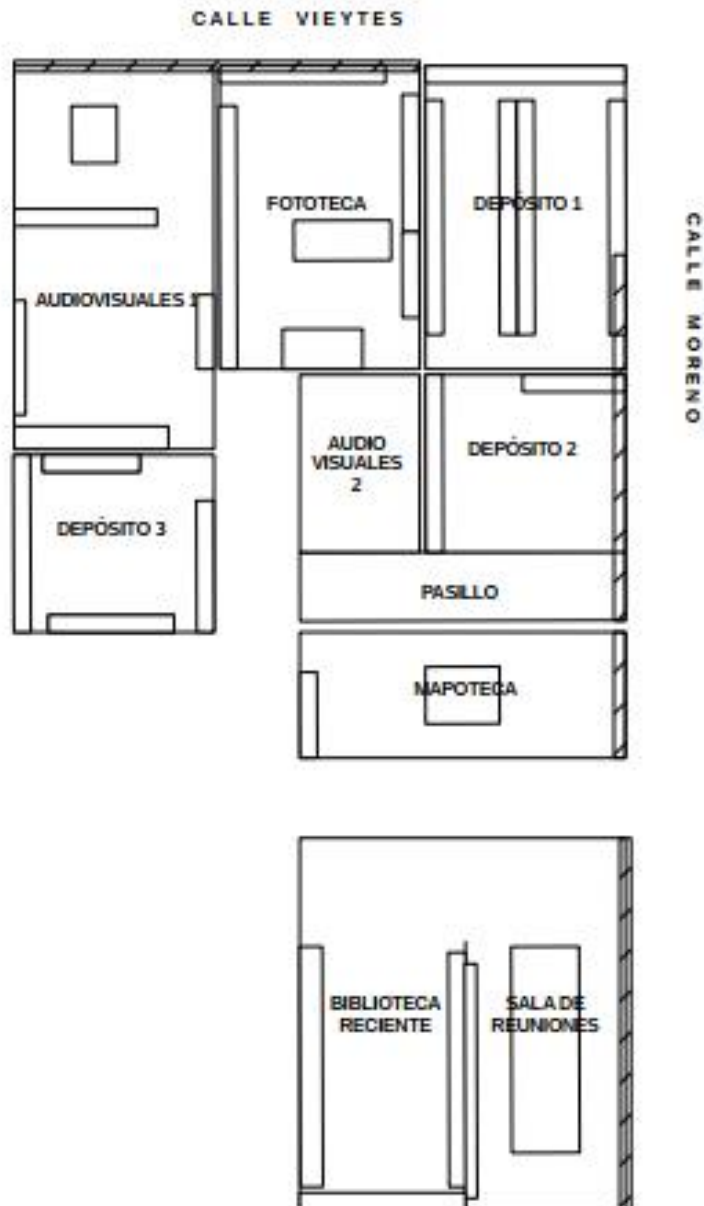 CALLE VIEYTES
FOTOTECA
DEPÓSITO 1
CALLE MORENO
AUDIOVISUALES 1
AUDIO
VISUALES
2
DEPÓSITO 2
DEPÓSITO 3
PASILLO
MAPOTECA
BIBLIOTECA
RECIENTE
SALA DE
REUNIONES